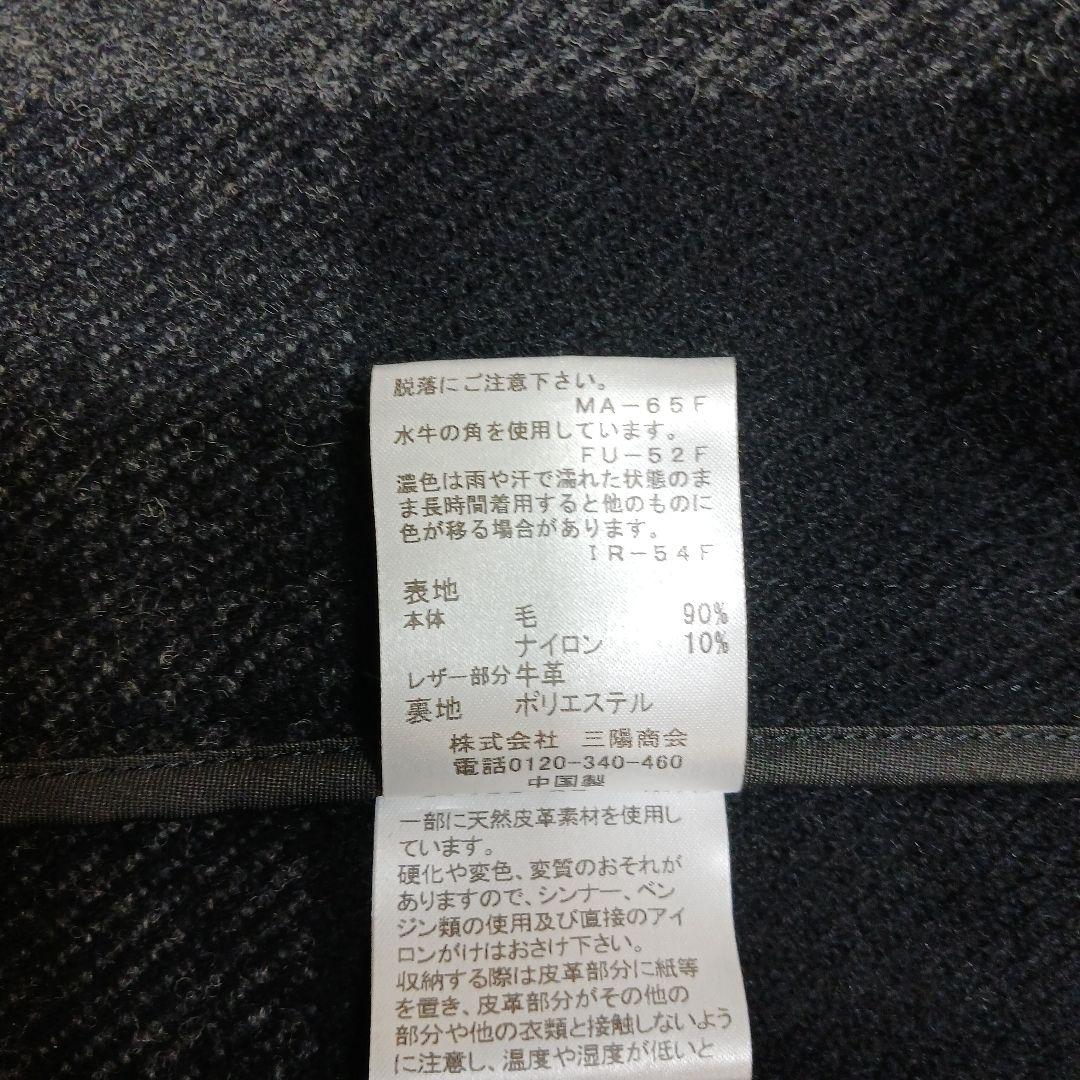 脱落にご注意下さい。
MA-65F
水牛の角を使用しています。
FU-52F
濃色は雨や汗で濡れた状態のま
ま長時間着用すると他のものに
色が移る場合があります。
IR-54F
表地
本体 毛 90%
ナイロン 10%
レザー部分 牛革
裏地 ポリエステル
株式会社 三陽商会
電話0120-340-460
中国製
一部に天然皮革素材を使用し
ています。
硬化や変色、変質のおそれが
ありますので、シンナー、ベン
ジン類の使用及び直接のアイ
ロンがけはおさけ下さい。
収納する際は皮革部分に紙等
を置き、皮革部分がその他の
部分や他の衣類と接触しないよう
に注意し、温度や湿度が低いと